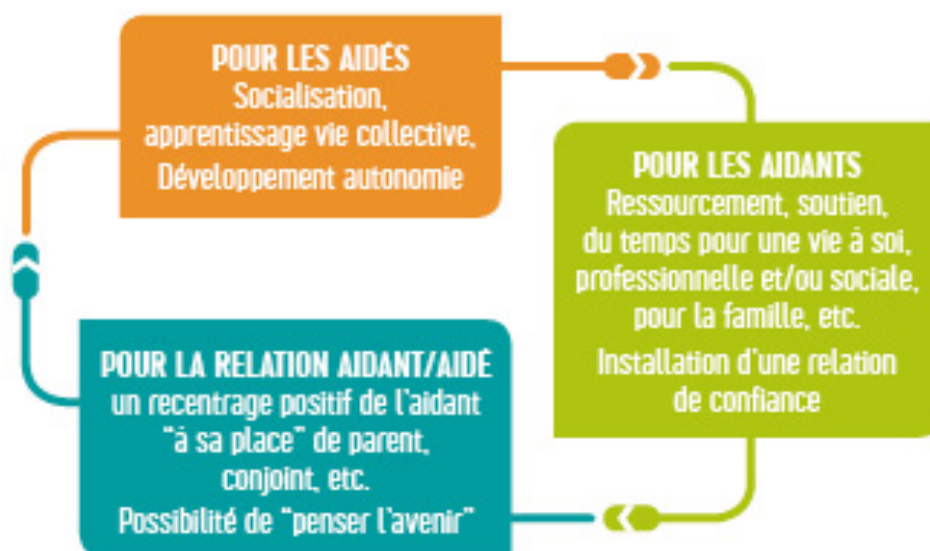 POUR LES AIDÉS
Socialisation,
apprentissage vie collective,
Développement autonomie
POUR LES AIDANTS
Ressourcement, soutien,
du temps pour une vie à soi,
professionnelle et/ou sociale,
pour la famille, etc.
Installation d'une relation
de confiance
POUR LA RELATION AIDANT/AIDÉ
un recentrage positif de l'aidant
"à sa place" de parent,
conjoint, etc.
Possibilité de "penser l'avenir"